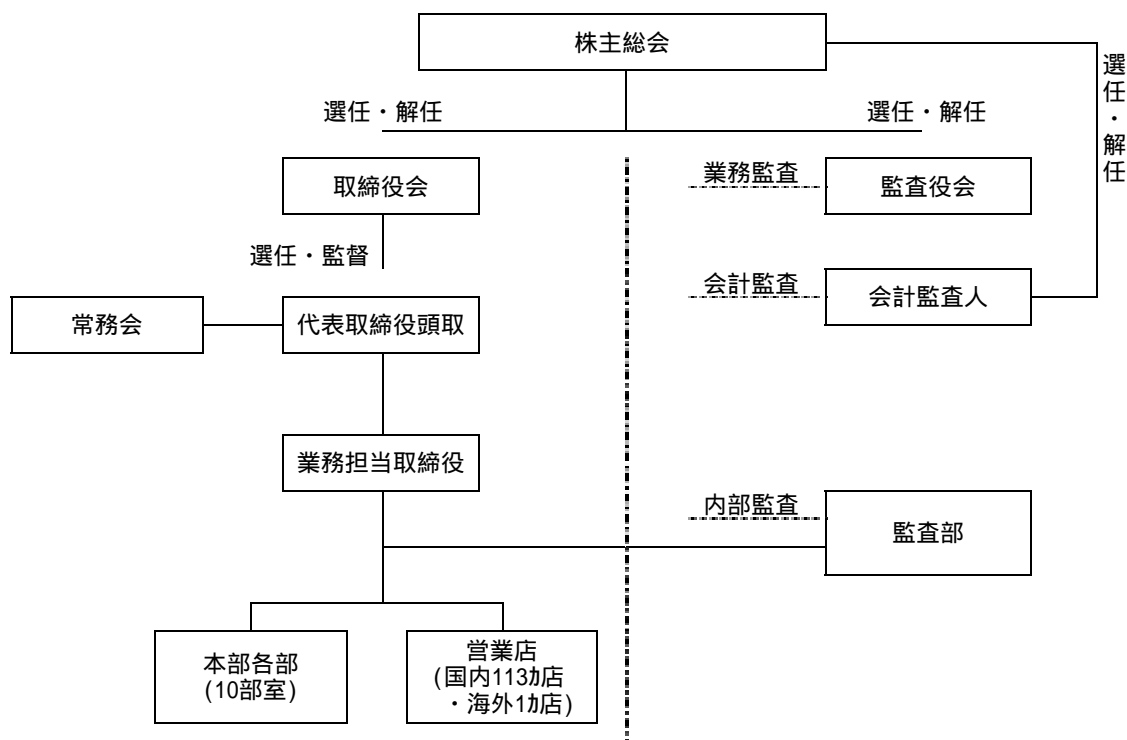 株主総会
選任・解任
選任・解任
選任・解任
取締役会
業務監査
監査役会
選任・監督
会計監査
会計監査人
常務会
代表取締役頭取
業務担当取締役
内部監査
監査部
本部各部
(10部室)
営業店
(国内113ｶ店
・海外1ｶ店)